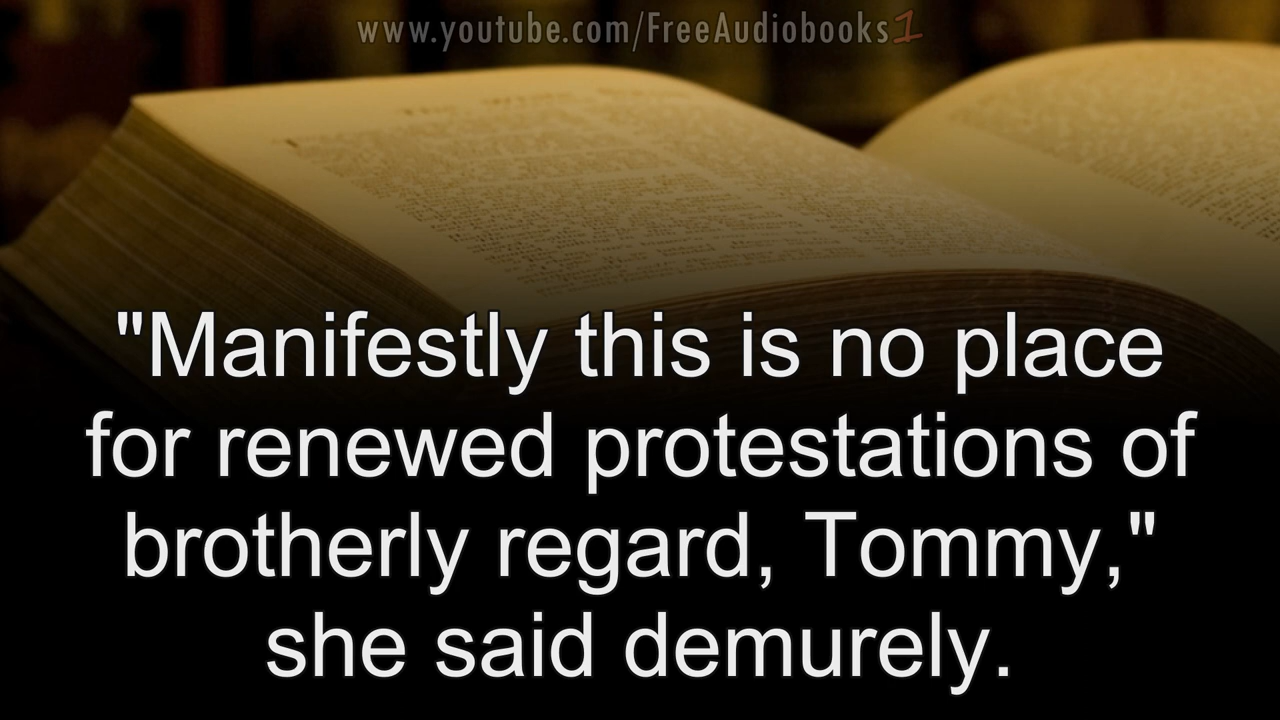 www.youtube.com/FreeAudiobooks1
"Manifestly this is no place
for renewed protestations of
brotherly regard, Tommy,"
she said demurely.